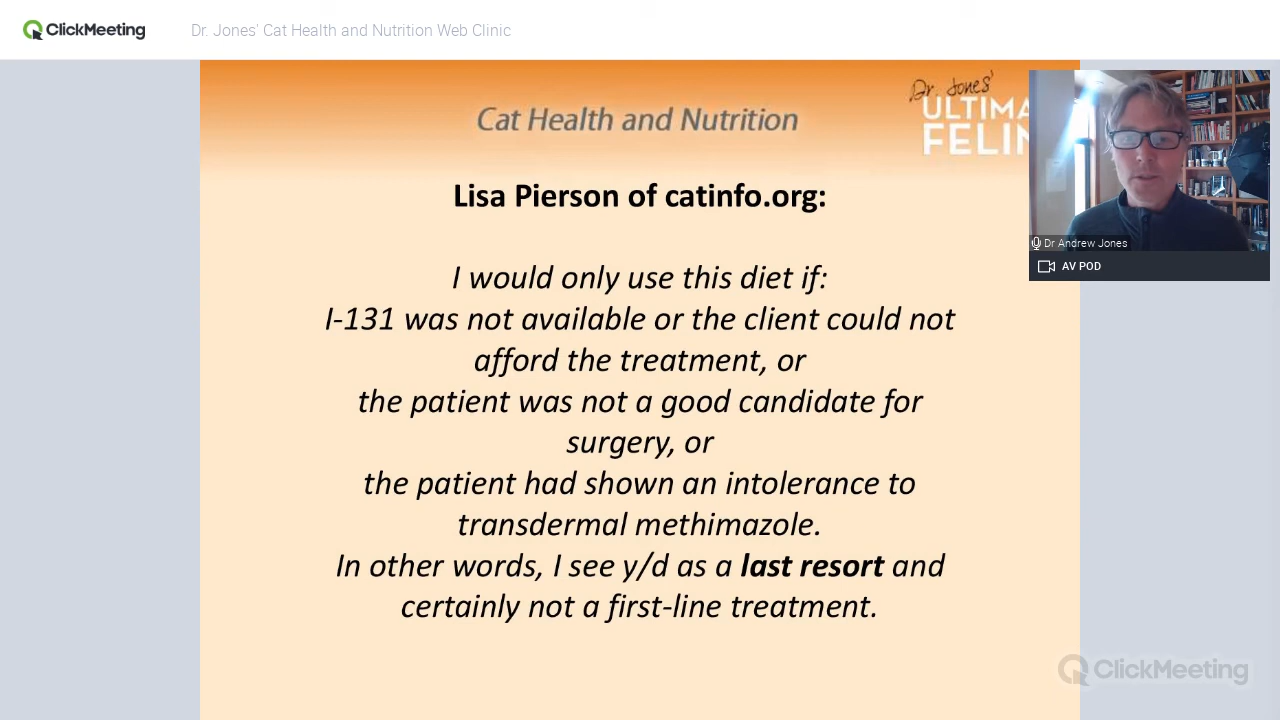 ClickMeeting
Dr. Jones' Cat Health and Nutrition Web Clinic
Dr. Jones'
ULTIMA
FELIN
Cat Health and Nutrition
Lisa Pierson of catinfo.org:
I would only use this diet if:
I-131 was not available or the client could not
afford the treatment, or
the patient was not a good candidate for
surgery, or
the patient had shown an intolerance to
transdermal methimazole.
In other words, I see y/d as a last resort and
certainly not a first-line treatment.
Dr Andrew Jones
AV POD
ClickMeeting